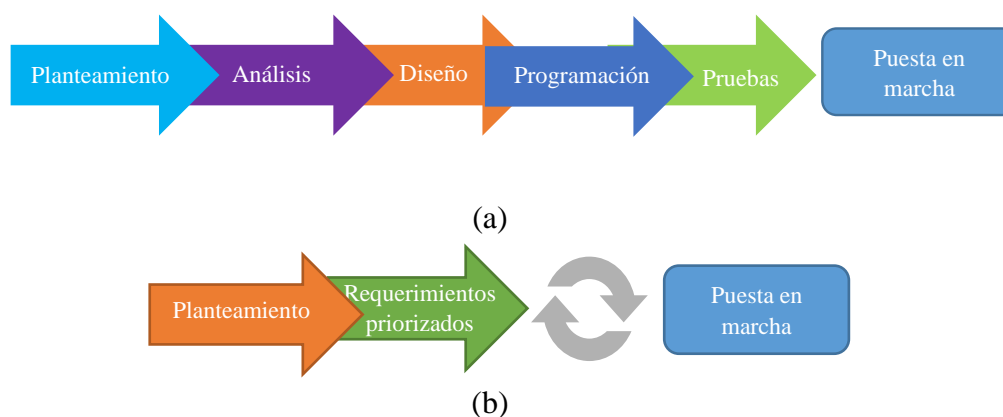 Planteamiento
Análisis
Diseño
Programación
Pruebas
Puesta en
marcha
(a)
Planteamiento
Requerimientos
priorizados
Puesta en
marcha
(b)